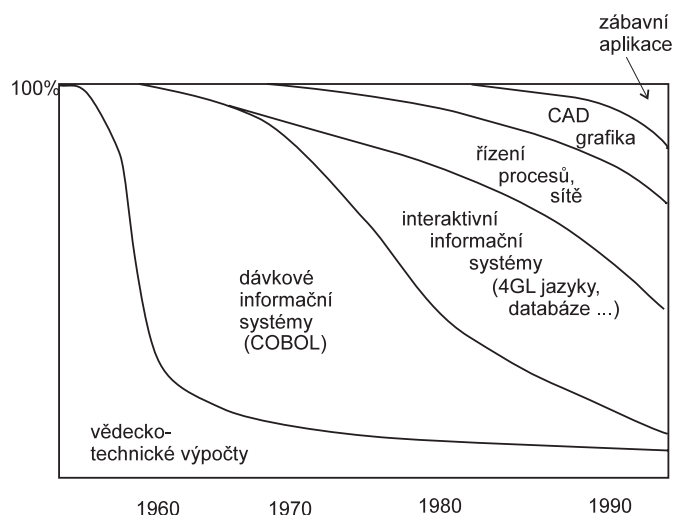 zábavní
aplikace
100%
CAD
grafika
řízení
procesů,
sítě
interaktivní
informační
systémy
(4GL jazyky,
databáze ...)
dávkové
informační
systémy
(COBOL)
vědecko-
technické výpočty
1960 1970 1980 1990